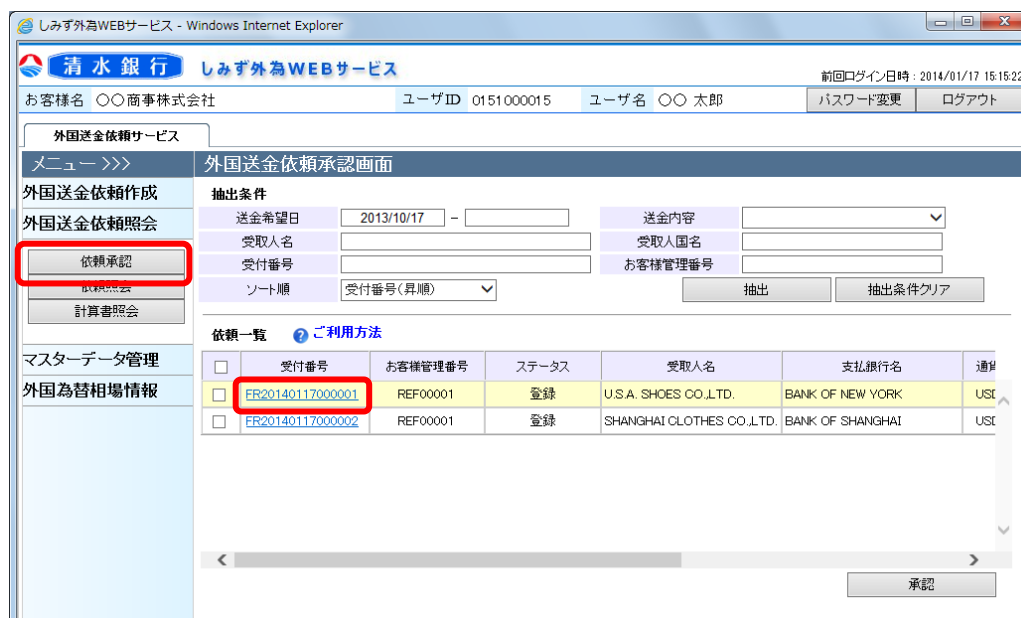 しみず外為WEBサービス - Windows Internet Explorer
清水銀行 しみず外為WEBサービス
前回ログイン日時 : 2014/01/17 15:15:22
お客様名 〇〇商事株式会社 ユーザID 0151000015 ユーザ名 〇〇 太郎 パスワード変更 ログアウト
外国送金依頼サービス
メニュー >>> 外国送金依頼承認画面
外国送金依頼作成 抽出条件
外国送金依頼照会 送金希望日 2013/10/17 - 送金内容
受取人名 受取人国名
依頼承認 受付番号 お客様管理番号
依頼照会 ソート順 受付番号(昇順) 抽出 抽出条件クリア
計算書照会
依頼一覧 ? ご利用方法
マスターデータ管理 受付番号 お客様管理番号 ステータス 受取人名 支払銀行名
外国為替相場情報 FR20140117000001 REF00001 登録 U.S.A. SHOES CO.,LTD. BANK OF NEW YORK
FR20140117000002 REF00001 登録 SHANGHAI CLOTHES CO.,LTD. BANK OF SHANGHAI
承認